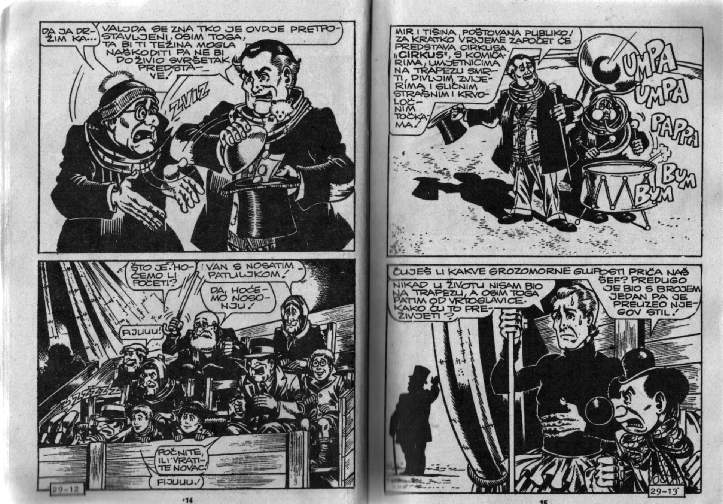 DA JA DR-
ŽIM KA...
VALJDA SE ZNA TKO JE OVDJE PRETPO-
STAVLJENI, OSIM TOGA,
TA BI TI TEŽINA MOGLA
NAŠKODITI PA NE BI
DOŽIVIO SVRŠETAK
PREDSTA-
VE.
ZVIZ
ŠTO JE. HO-
ĆEMO LI
POČETI?
VAN S NOSATIM
PATULJKOM!
DA, HOĆE-
MO NOSO-
NJU!
FIJUUU!
POČNITE,
ILI VRATI-
TE NOVAC!
FIJUUU!
29-12
14
MIR I TIŠINA, POŠTOVANA PUBLIKO!
ZA KRATKO VRIJEME ZAPOČET ĆE
PREDSTAVA CIRKUSA
"CIRKUS", S KOMIČA-
RIMA, UMJETNICIMA
NA TRAPEZU SMR-
TI, DIVLJIM ZVIJE-
RIMA I SLIČNIM
STRAŠNIM I KRVO-
LOČ-
NIM
TOČKA-
MA!
UMPA
UMPA
PAPPA
BUM
BUM
ČUJEŠ LI KAKVE GROZOMORNE GLUPOSTI PRIČA NAŠ
ŠEF? PREDUGO
JE BIO S BROJEM
JEDAN PA JE
PREUZEO NJE-
GOV STIL!
NIKAD U ŽIVOTU NISAM BIO
NA TRAPEZU, A OSIM TOGA
PATIM OD VRTOGLAVICE.
KAKO ĆU TO PRE-
ŽIVJETI?
29-13
15